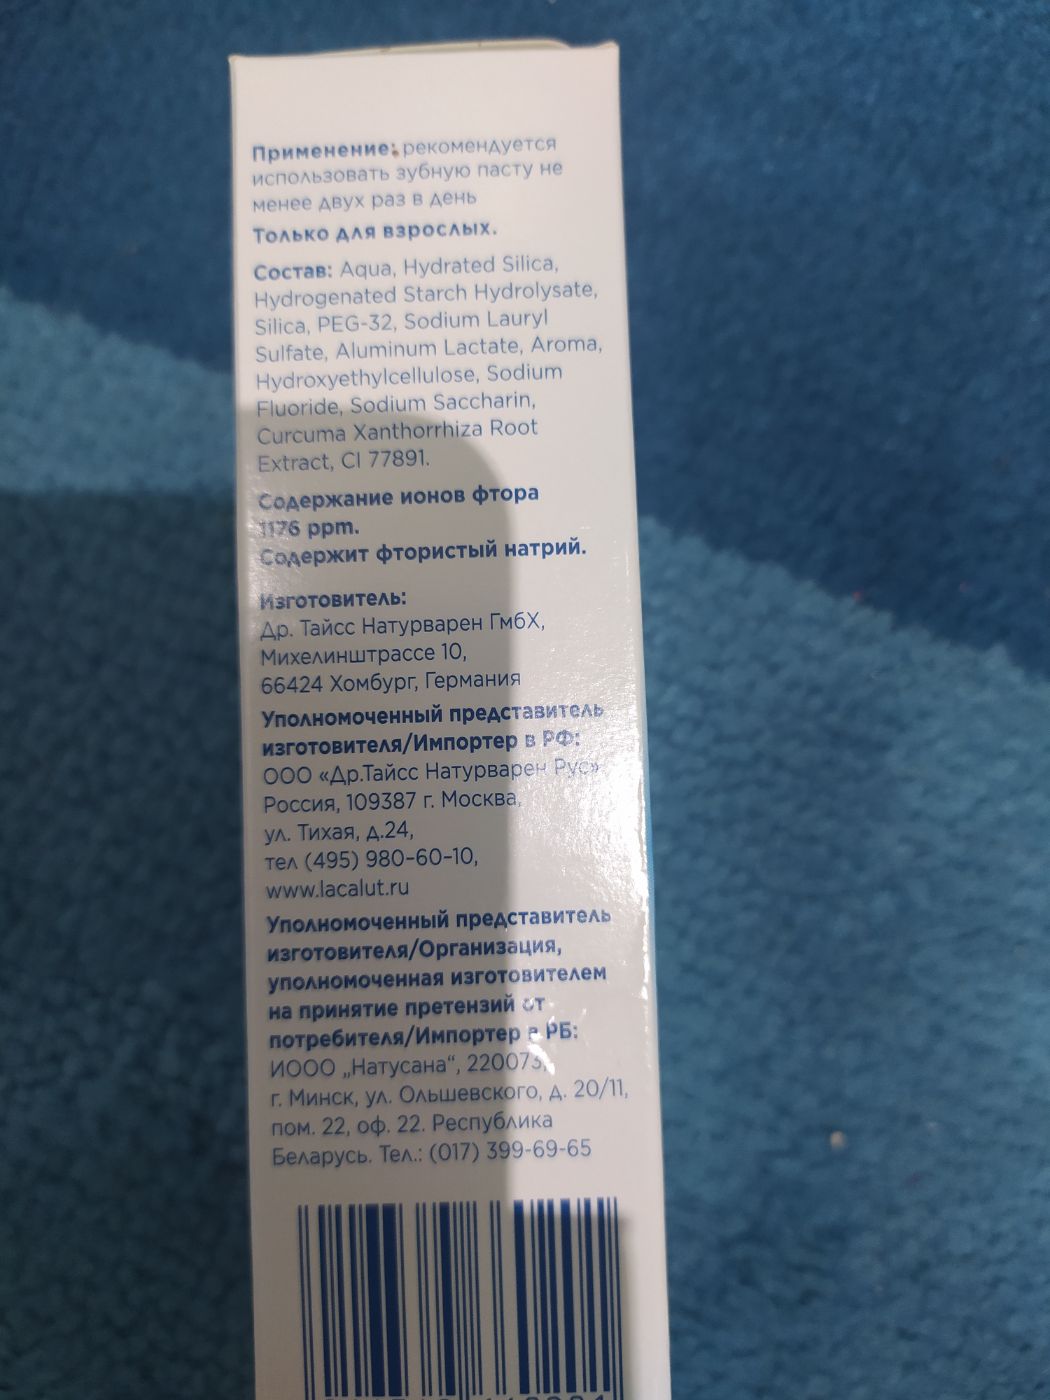 Применение: рекомендуется
использовать зубную пасту не
менее двух раз в день
Только для взрослых.
Состав: Aqua, Hydrated Silica,
Hydrogenated Starch Hydrolysate,
Silica, PEG-32, Sodium Lauryl
Sulfate, Aluminum Lactate, Aroma,
Hydroxyethylcellulose, Sodium
Fluoride, Sodium Saccharin,
Curcuma Xanthorrhiza Root
Extract, CI 77891.
Содержание ионов фтора
1176 ppm.
Содержит фтористый натрий.
Изготовитель:
Др. Тайсс Натурварен ГмбХ,
Михелинштрассе 10,
66424 Хомбург, Германия
Уполномоченный представитель
изготовителя/Импортер в РФ:
ООО «Др.Тайсс Натурварен Рус»
Россия, 109387 г. Москва,
ул. Тихая, д.24,
тел (495) 980-60-10,
www.lacalut.ru
Уполномоченный представитель
изготовителя/Организация,
уполномоченная изготовителем
на принятие претензий от
потребителя/Импортер в РБ:
ИООО „Натусана“, 220073,
г. Минск, ул. Ольшевского, д. 20/11,
пом. 22, оф. 22. Республика
Беларусь. Тел.: (017) 399-69-65